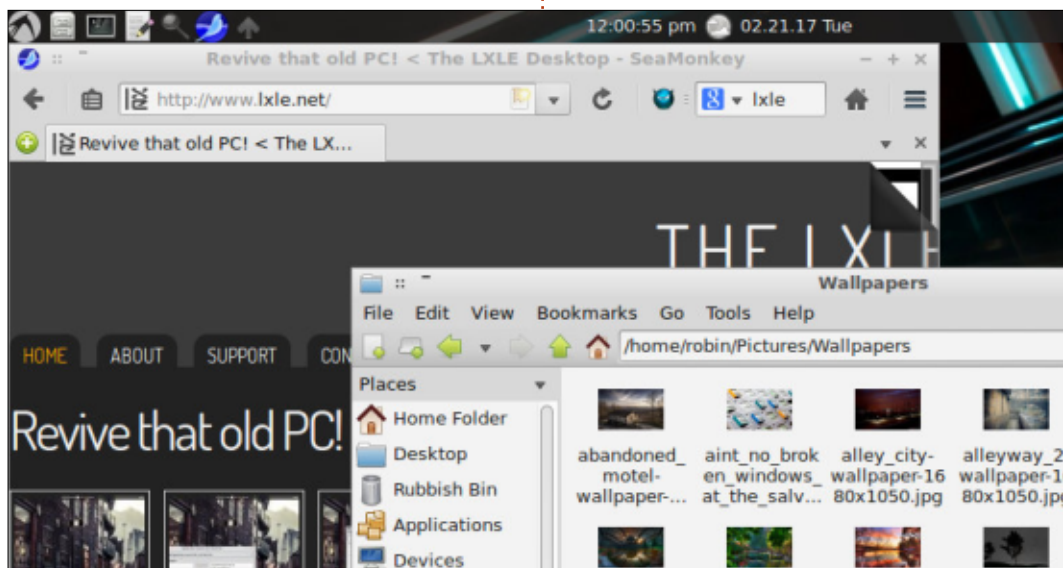 12:00:55 pm 02.21.17 Tue
Revive that old PC! < The LXLE Desktop - SeaMonkey
http://www.lxle.net/
lxle
Revive that old PC! < The LX...
THE LXLE
Wallpapers
File Edit View Bookmarks Go Tools Help
/home/robin/Pictures/Wallpapers
HOME ABOUT SUPPORT CON
Revive that old PC!
Places
Home Folder
Desktop
Rubbish Bin
Applications
Devices
abandoned_
motel-
wallpaper-...
aint_no_brok
en_windows_
at_the_salv...
alley_city-
wallpaper-16
80x1050.jpg
alleyway_2
wallpaper-1
80x1050.jpg